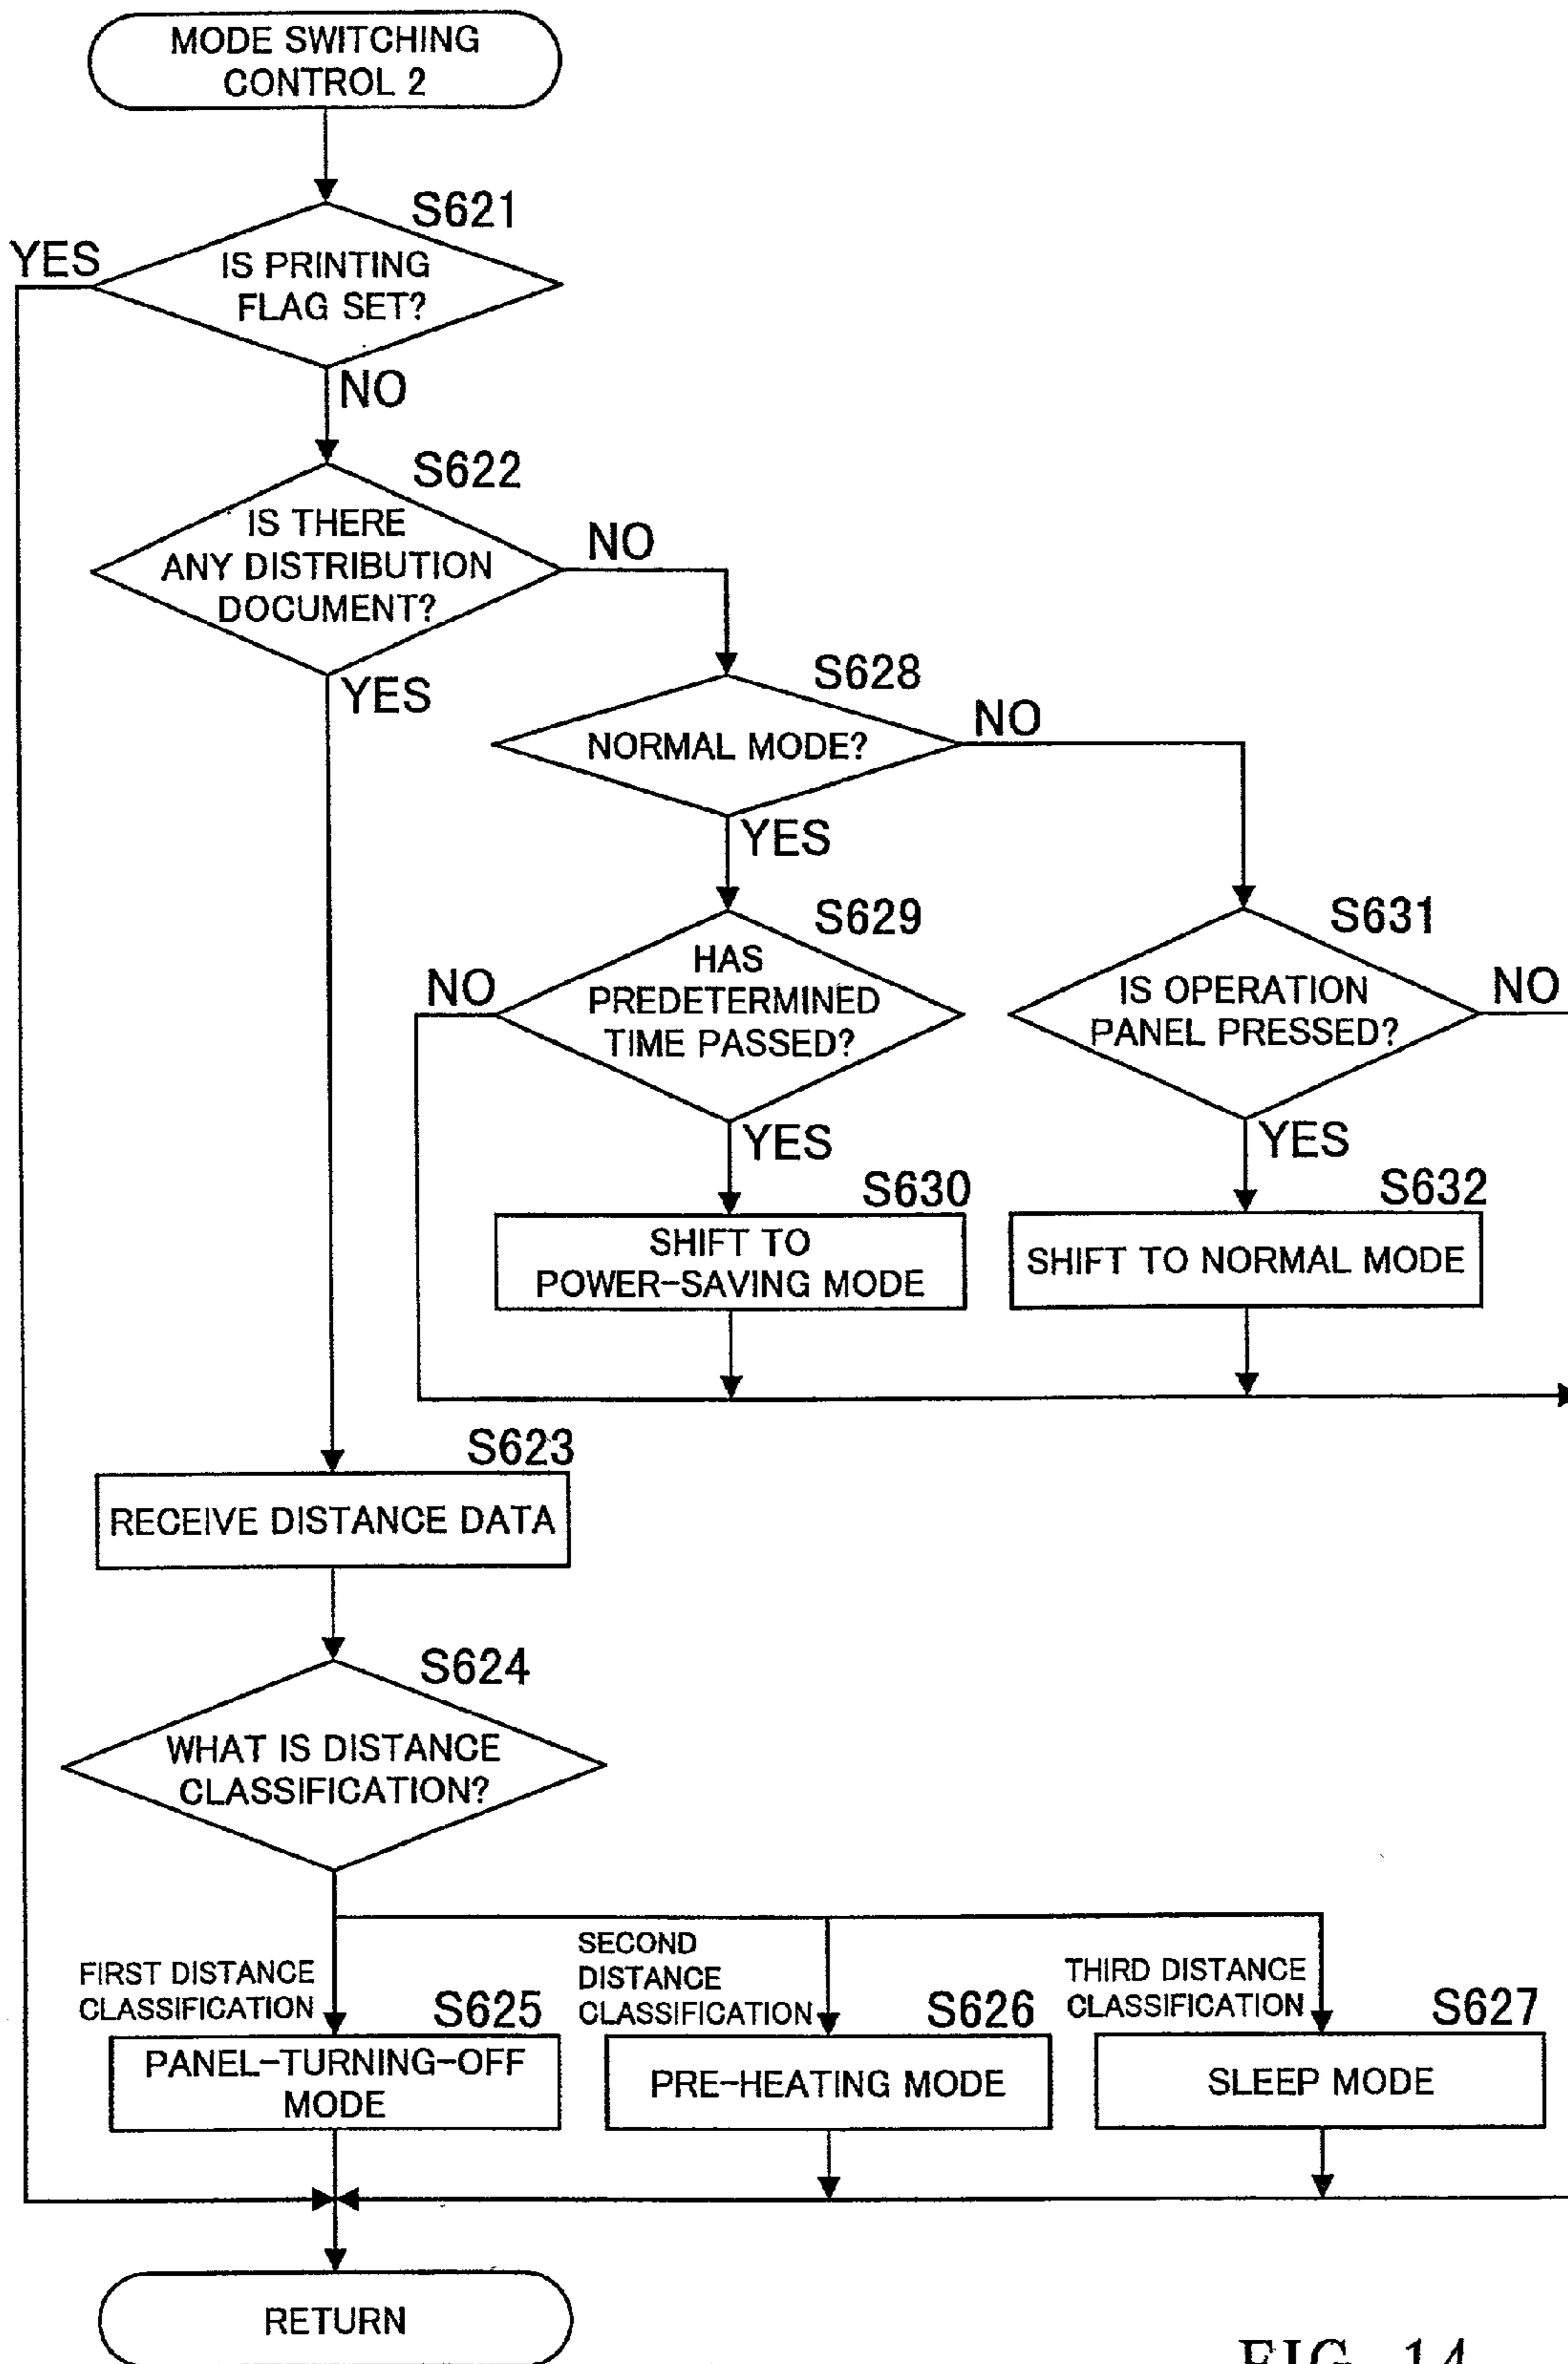 MODE SWITCHING
CONTROL 2
S621
YES
IS PRINTING
FLAG SET?
NO
S622
IS THERE
ANY DISTRIBUTION
DOCUMENT?
NO
YES
S628
NORMAL MODE?
NO
YES
S629
HAS
PREDETERMINED
TIME PASSED?
NO
YES
S631
IS OPERATION
PANEL PRESSED?
NO
YES
S630
SHIFT TO
POWER-SAVING MODE
S632
SHIFT TO NORMAL MODE
S623
RECEIVE DISTANCE DATA
S624
WHAT IS DISTANCE
CLASSIFICATION?
FIRST DISTANCE
CLASSIFICATION
S625
PANEL-TURNING-OFF
MODE
SECOND
DISTANCE
CLASSIFICATION
S626
PRE-HEATING MODE
THIRD DISTANCE
CLASSIFICATION
S627
SLEEP MODE
RETURN
FIG. 14